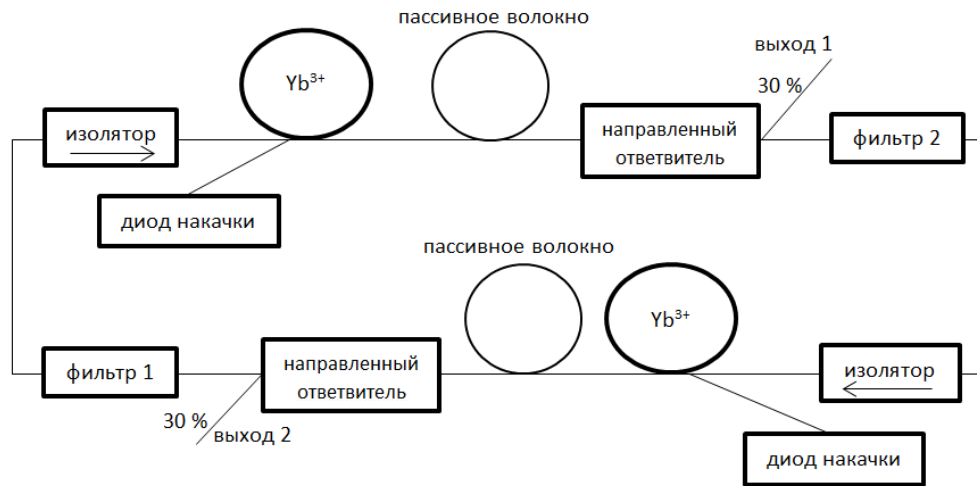 пассивное волокно
выход 1
Yb³⁺
30 %
изолятор
направленный
ответвитель
фильтр 2
диод накачки
пассивное волокно
Yb³⁺
фильтр 1
направленный
ответвитель
изолятор
30 %
выход 2
диод накачки